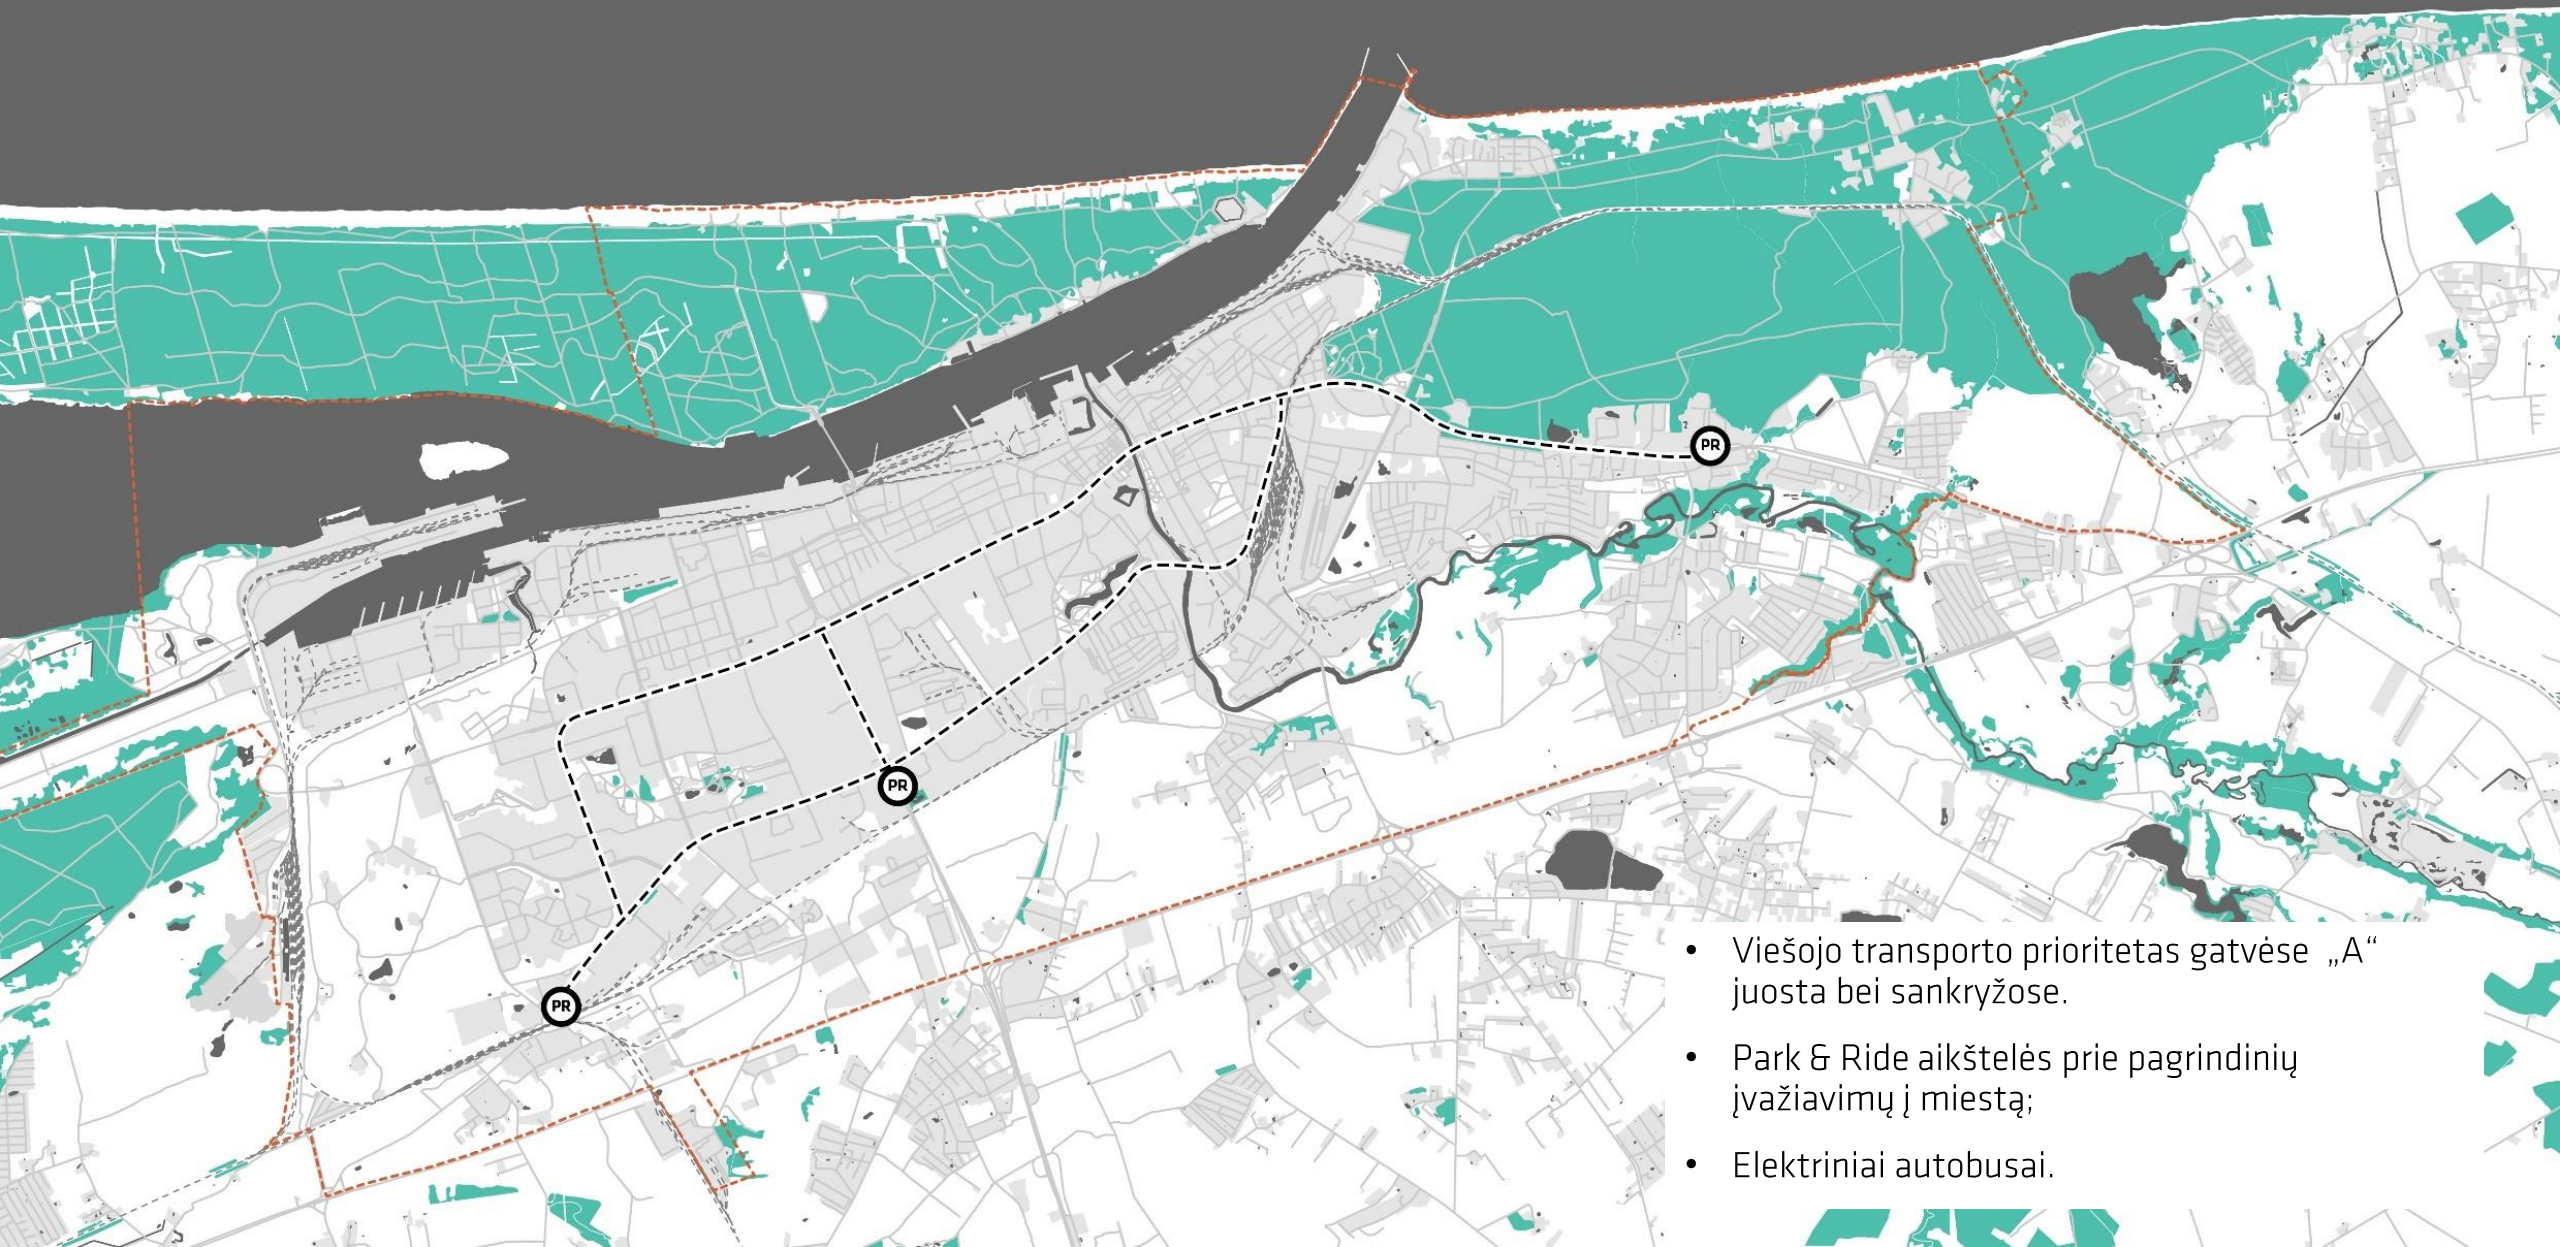 PR
PR
PR
• Viešojo transporto prioritetas gatvėse „A“
juosta bei sankryžose.
• Park & Ride aikštelės prie pagrindinių
įvažiavimų į miestą;
• Elektriniai autobusai.